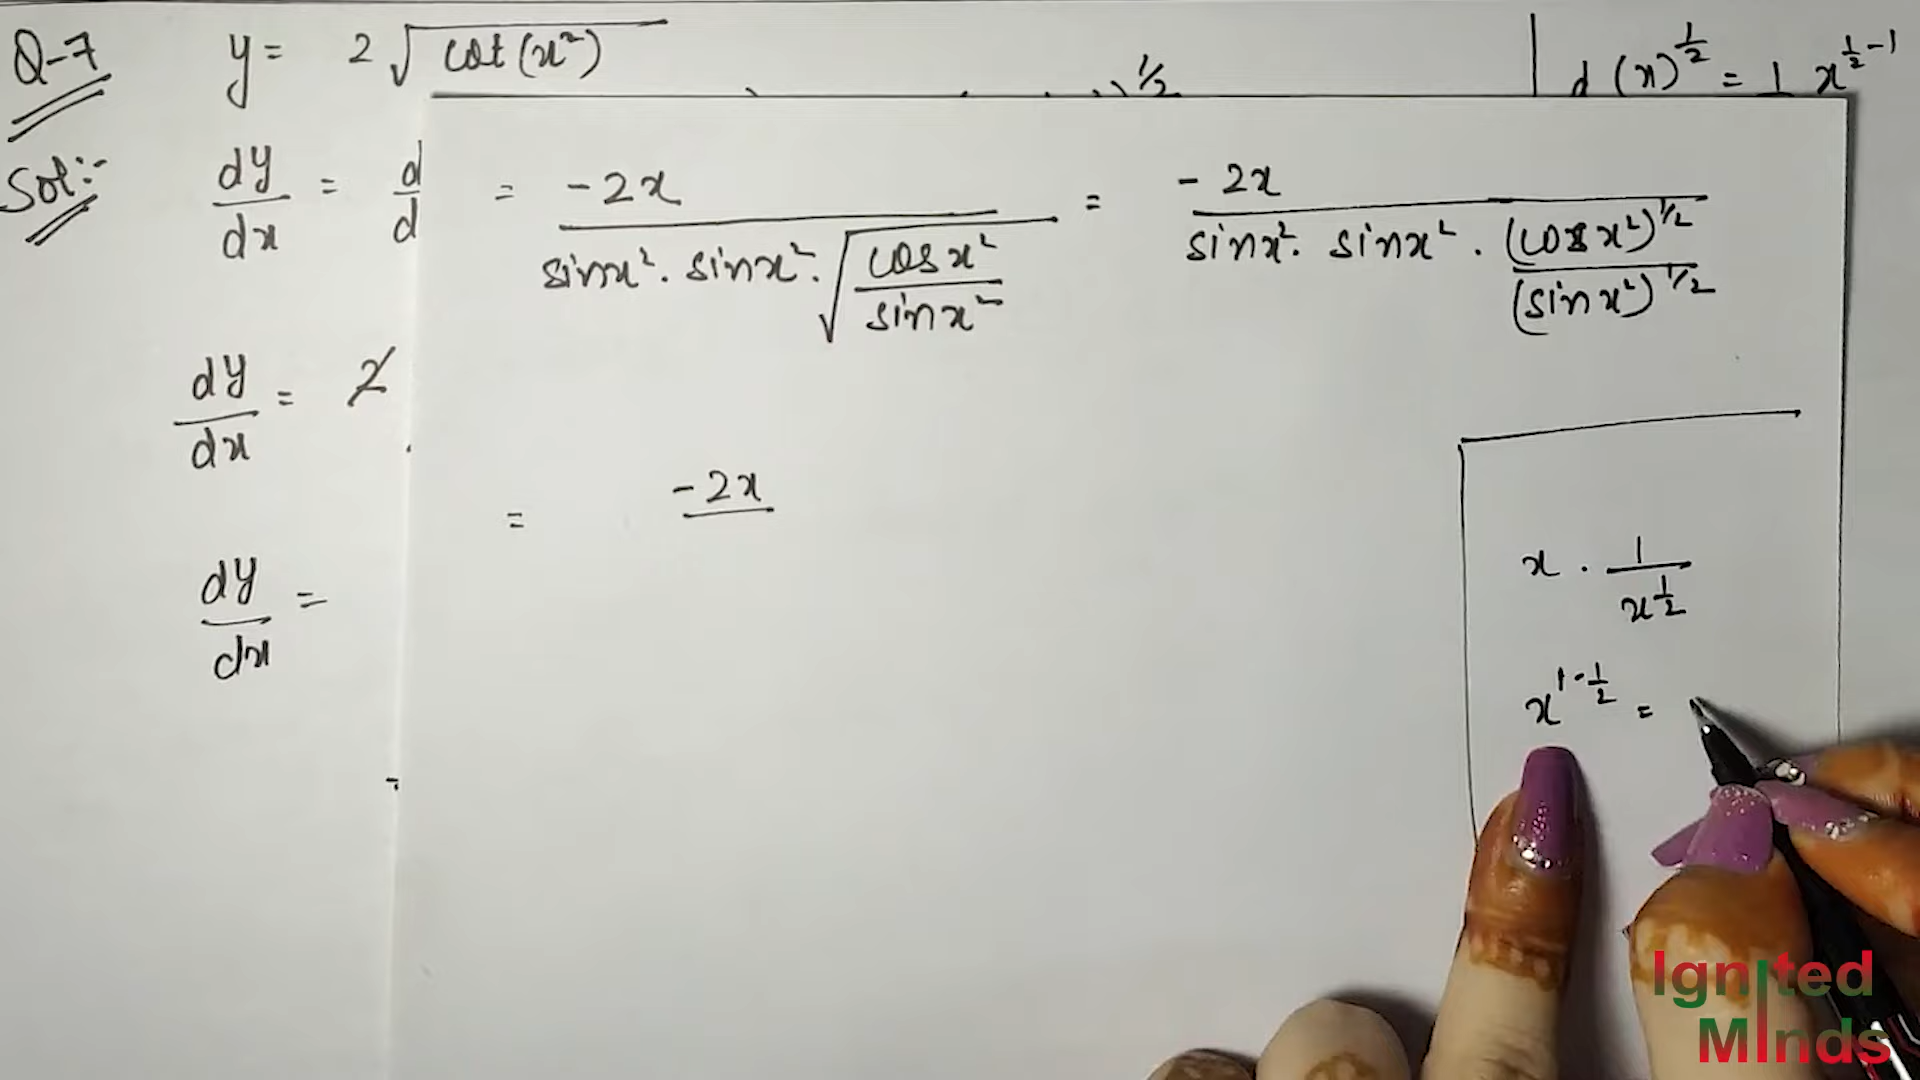 Q-7 y = 2√cot(x²)
d(x)^1/2 = 1 x^1/2-1
1/2
Sol:- dy/dx = d/d = -2x / sinx². sinx².√(cosx²/sinx²) = -2x / sinx². sinx². (cosx²)^1/2/(sinx²)^1/2
dy/dx = 2
= -2x
x . 1/x^1/2
dy/dx =
x^1-1/2 =
=
Ignited
Minds